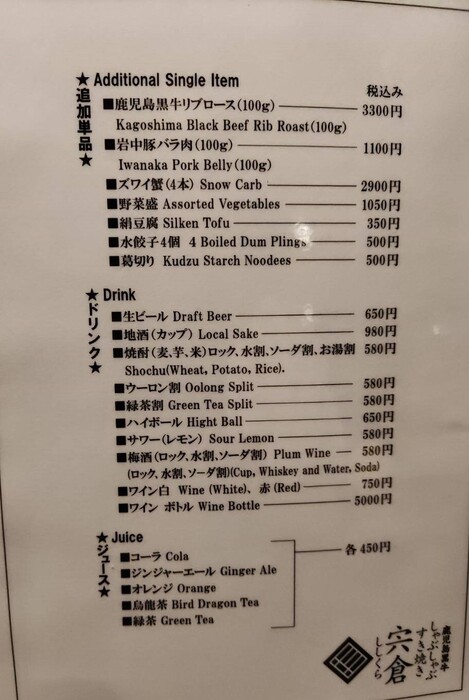 ★Additional Single Item
税込み
★追加単品★
■鹿児島黒牛リブロース(100g) 3300円
Kagoshima Black Beef Rib Roast(100g)
■岩中豚バラ肉(100g) 1100円
Iwanaka Pork Belly(100g)
■ズワイ蟹(4本) Snow Carb 2900円
■野菜盛 Assorted Vegetables 1050円
■絹豆腐 Silken Tofu 350円
■水餃子4個 4 Boiled Dum Plings 500円
■葛切り Kudzu Starch Noodees 500円
★Drink
ドリンク★
■生ビール Draft Beer 650円
■地酒(カップ) Local Sake 980円
■焼酎(麦、芋、米)ロック、水割、ソーダ割、お湯割 580円
Shochu(Wheat, Potato, Rice).
■ウーロン割 Oolong Split 580円
■緑茶割 Green Tea Split 580円
■ハイボール Hight Ball 650円
■サワー(レモン) Sour Lemon 580円
■梅酒(ロック、水割、ソーダ割) Plum Wine 580円
(ロック、水割、ソーダ割)(Cup, Whiskey and Water, Soda)
■ワイン白 Wine (White)、赤(Red) 750円
■ワイン ボトル Wine Bottle 5000円
★Juice
ジュース★
■コーラ Cola
■ジンジャーエール Ginger Ale
■オレンジ Orange
■烏龍茶 Bird Dragon Tea
■緑茶 Green Tea
各450円
鹿児島黒牛
しゃぶしゃぶ
すき焼き
宍倉
ししくら